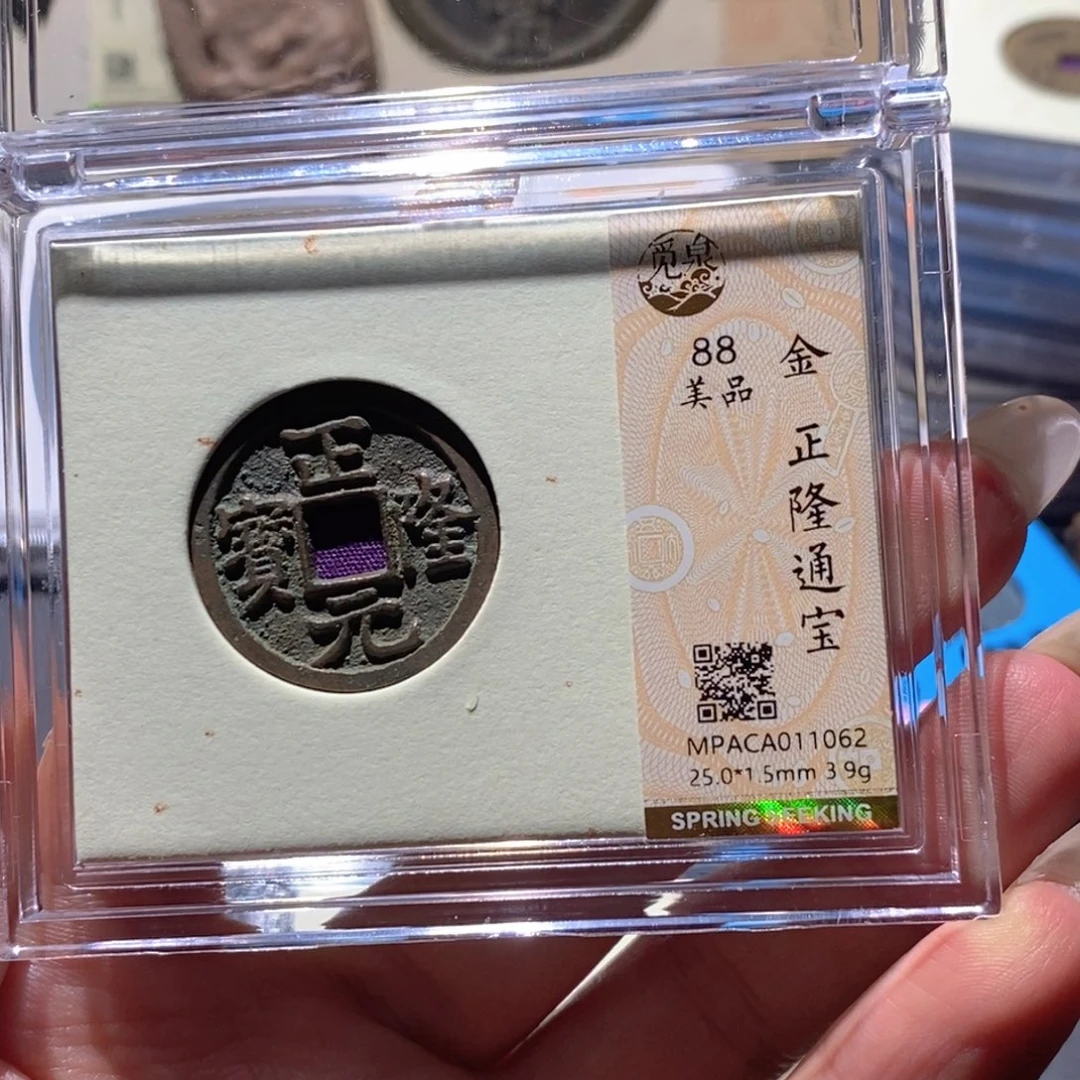 觅泉
88
美品
金 正隆通宝
正隆元寶
MPACA011062
25.0*1.5mm 3.9g
SPRING SEEKING